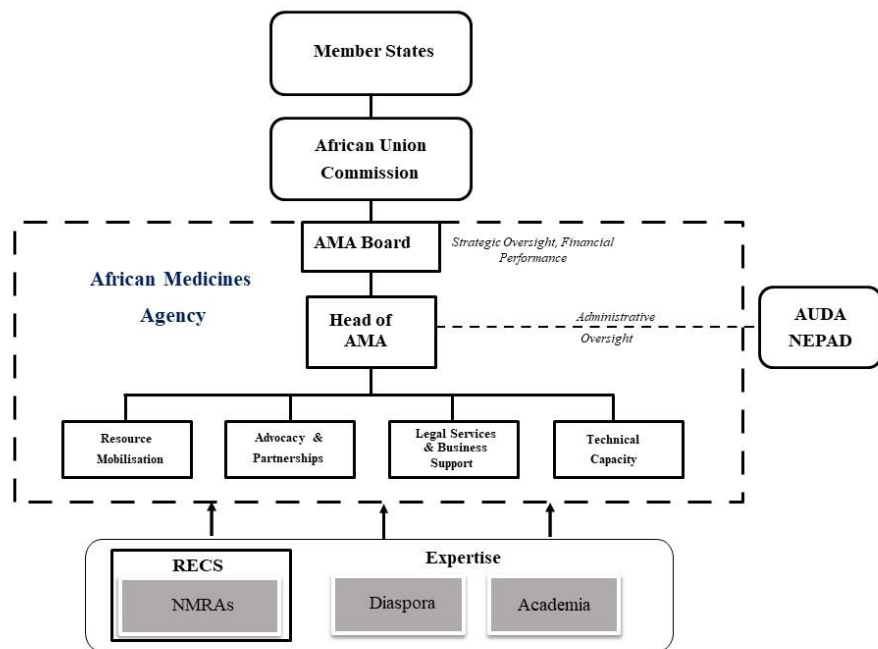 Member States
African Union
Commission
AMA Board
Strategic Oversight, Financial
Performance
African Medicines
Agency
Head of
AMA
Administrative
Oversight
AUDA
NEPAD
Resource
Mobilisation
Advocacy &
Partnerships
Legal Services
& Business
Support
Technical
Capacity
RECS
NMRAs
Expertise
Diaspora
Academia